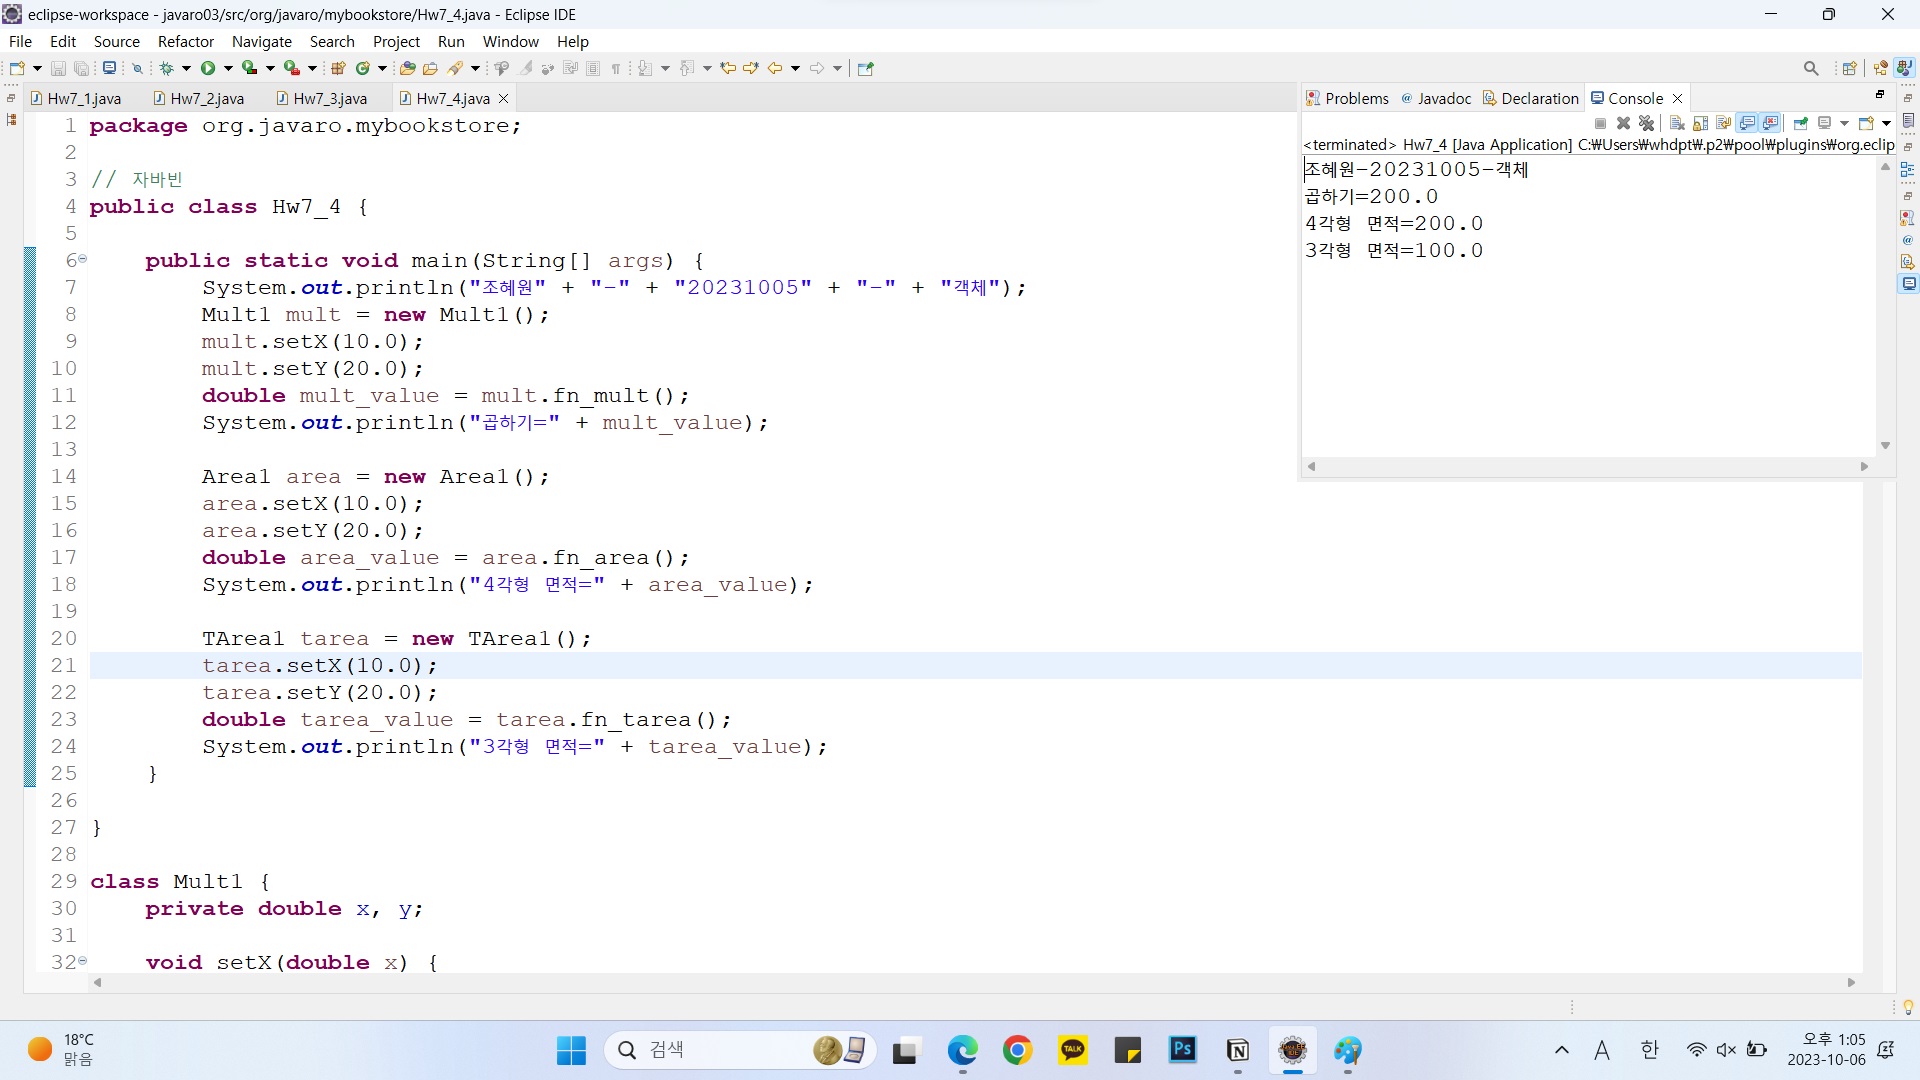 eclipse-workspace - javaro03/src/org/javaro/mybookstore/Hw7_4.java - Eclipse IDE
File Edit Source Refactor Navigate Search Project Run Window Help
Hw7_1.java Hw7_2.java Hw7_3.java Hw7_4.java
1 package org.javaro.mybookstore;
2
3 // 자바빈
4 public class Hw7_4 {
5
6 public static void main(String[] args) {
7 System.out.println("조혜원" + "-" + "20231005" + "-" + "객체");
8 Mult1 mult = new Mult1();
9 mult.setX(10.0);
10 mult.setY(20.0);
11 double mult_value = mult.fn_mult();
12 System.out.println("곱하기=" + mult_value);
13
14 Area1 area = new Area1();
15 area.setX(10.0);
16 area.setY(20.0);
17 double area_value = area.fn_area();
18 System.out.println("4각형 면적=" + area_value);
19
20 TArea1 tarea = new TArea1();
21 tarea.setX(10.0);
22 tarea.setY(20.0);
23 double tarea_value = tarea.fn_tarea();
24 System.out.println("3각형 면적=" + tarea_value);
25 }
26
27 }
28
29 class Mult1 {
30 private double x, y;
31
32 void setX(double x) {
Problems @ Javadoc Declaration Console
<terminated> Hw7_4 [Java Application] C:₩Users₩whdpt₩.p2₩pool₩plugins₩org.eclip
조혜원-20231005-객체
곱하기=200.0
4각형 면적=200.0
3각형 면적=100.0
18°C
맑음
검색
TALK
Ps
A 한
오후 1:05
2023-10-06